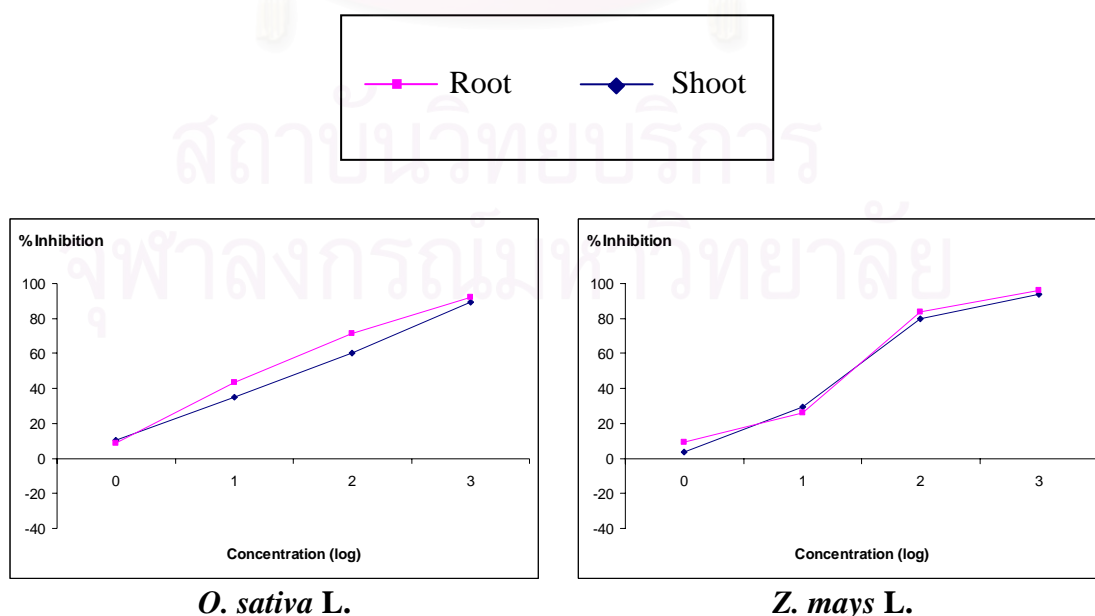 Root Shoot
สถาบันวิทยบริการ
จุฬาลงกรณ์มหาวิทยาลัย
%Inhibition
100
80
60
40
20
0
-20
-40
0 1 2 3
Concentration (log)
O. sativa L.
%Inhibition
100
80
60
40
20
0
-20
-40
0 1 2 3
Concentration (log)
Z. mays L.